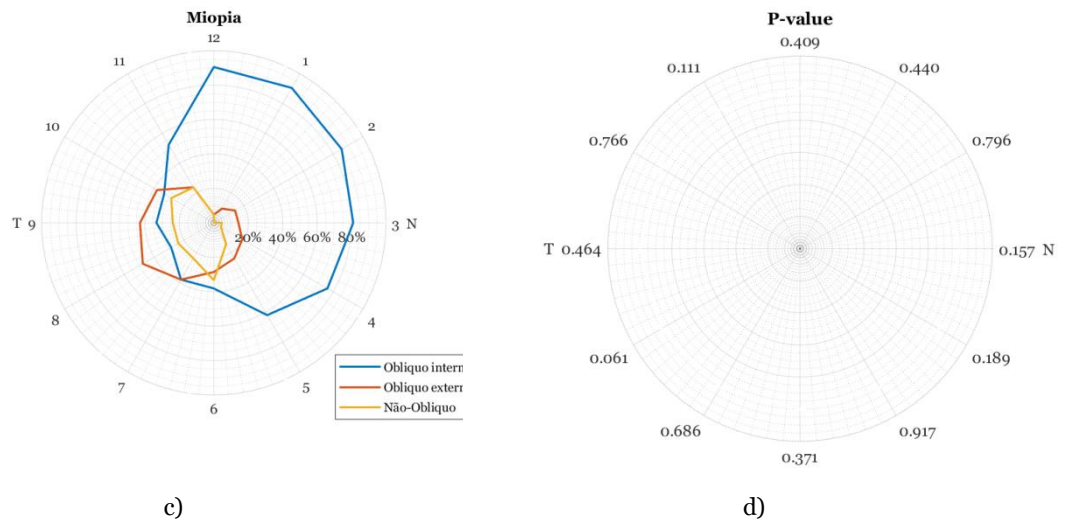 Miopia
12
11
1
10
2
T 9
3 N
20% 40% 60% 80%
8
4
7
5
6
Obliquo intern
Obliquo extern
Não-Obliquo
c)
P-value
0.409
0.111
0.440
0.766
0.796
T 0.464
0.157 N
0.061
0.189
0.686
0.917
0.371
d)